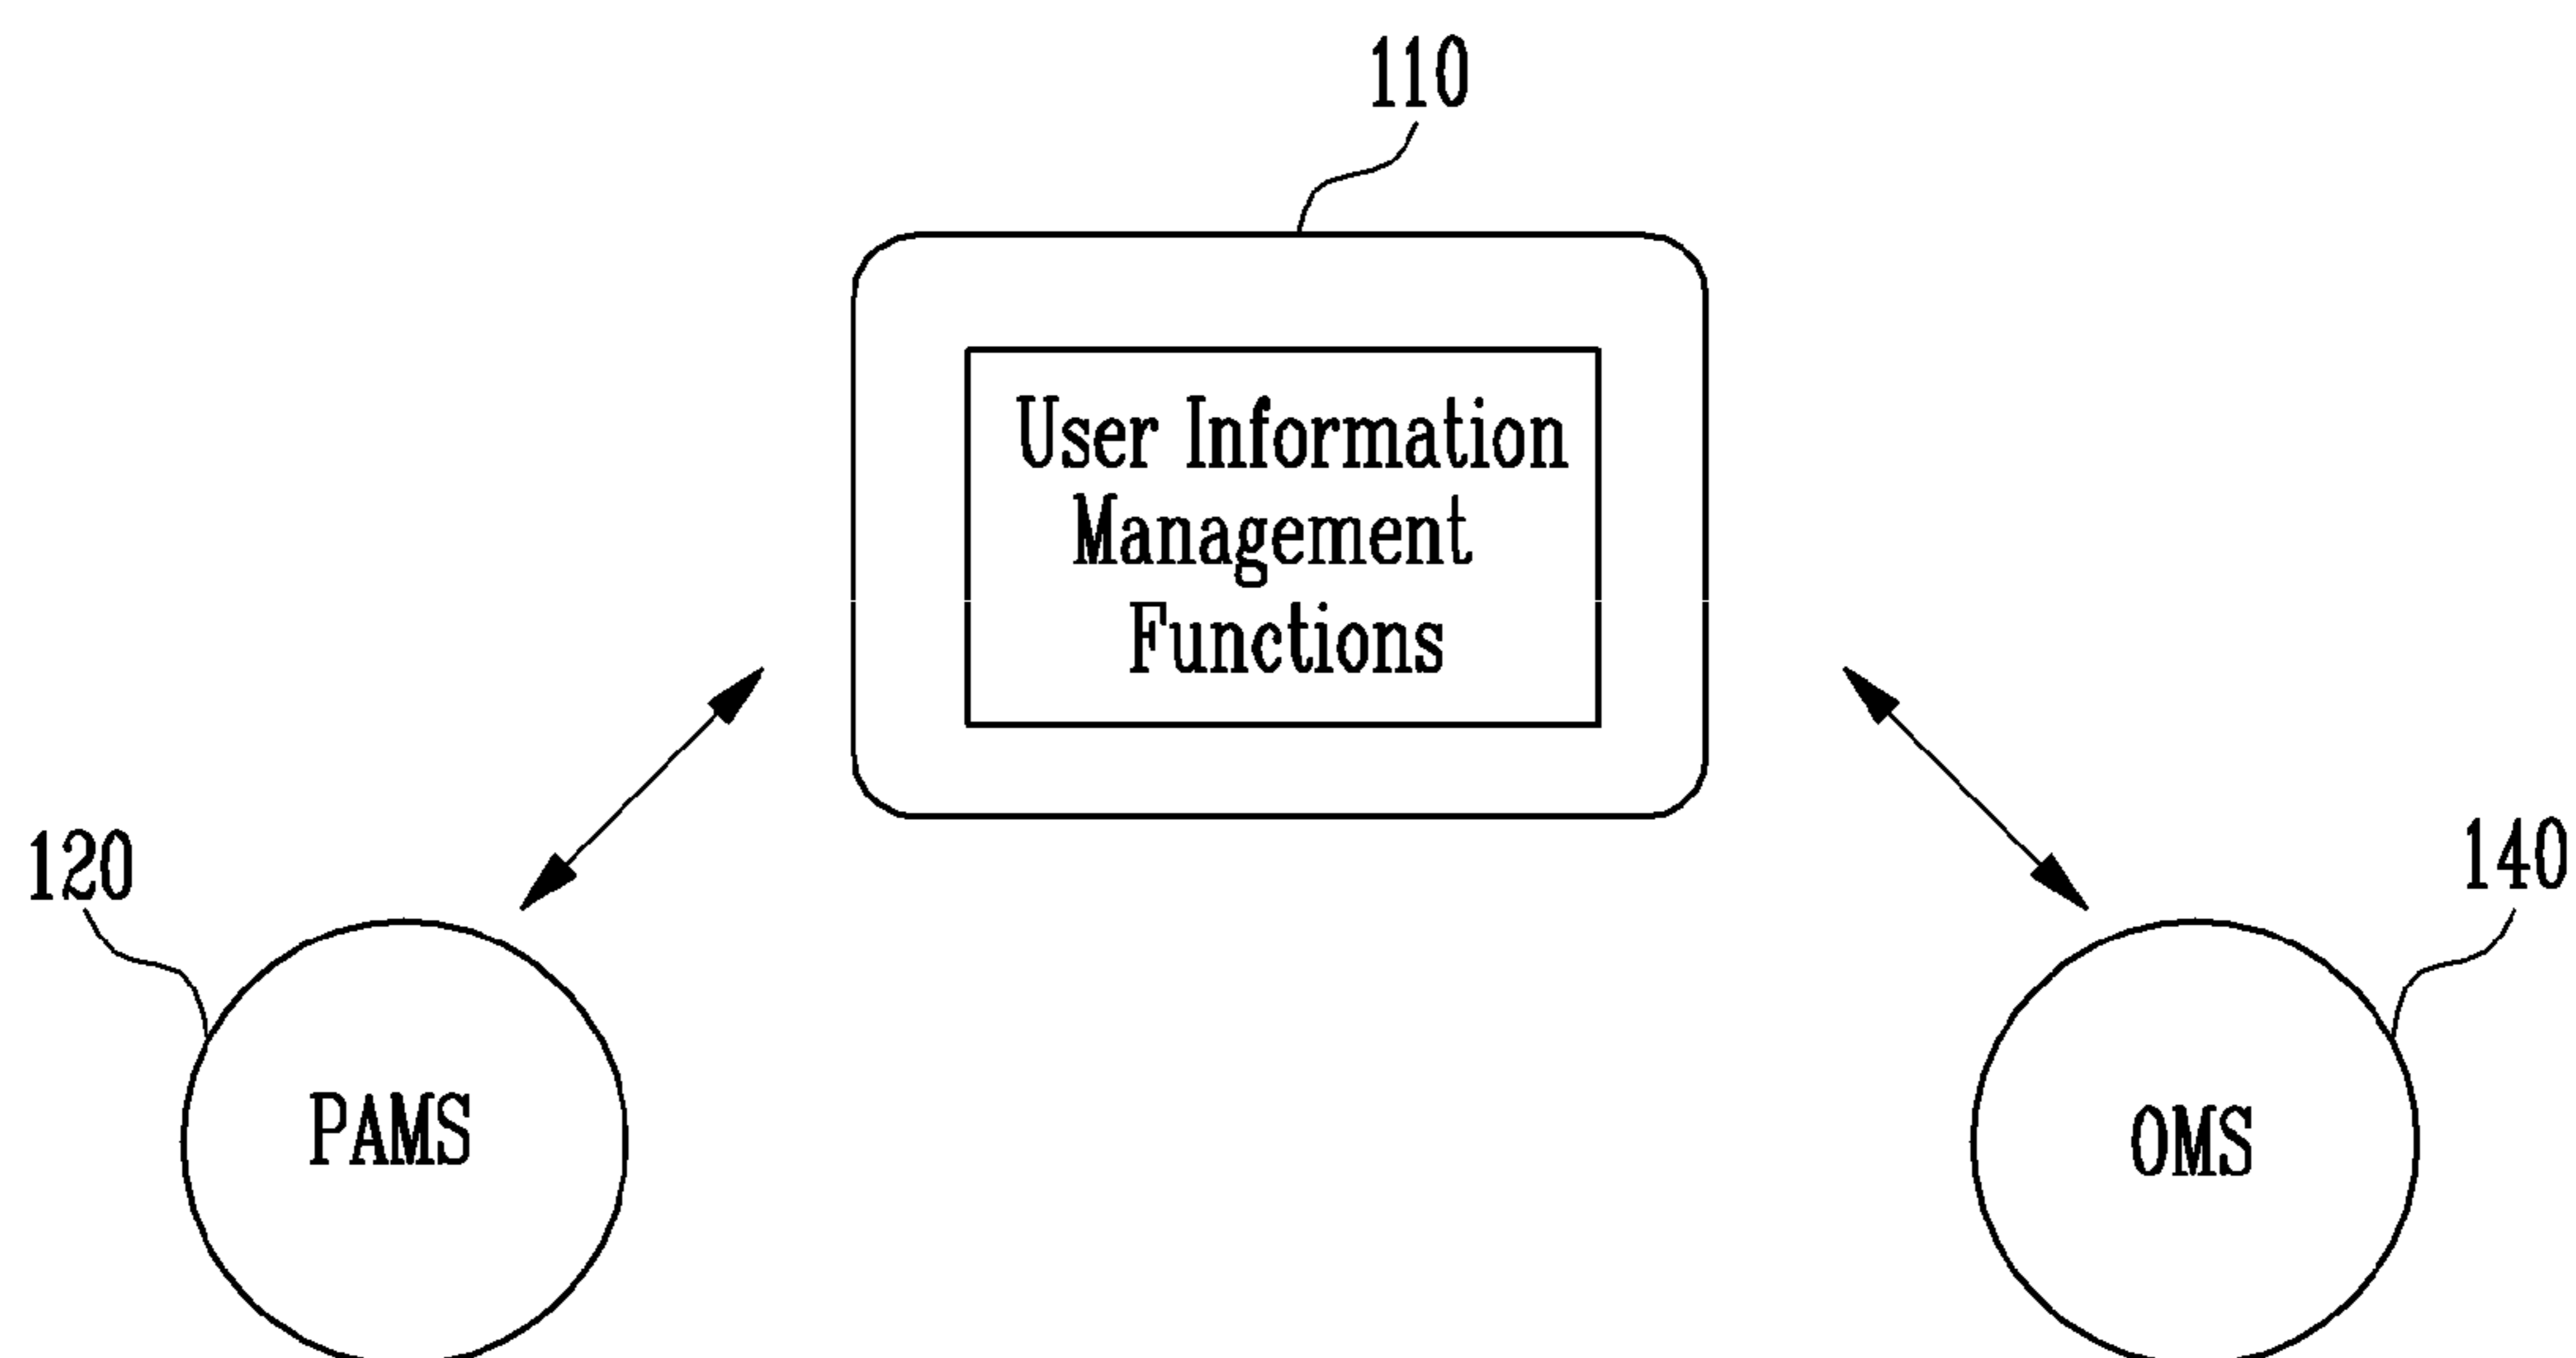 110
User Information
Management
Functions
120
140
PAMS
OMS